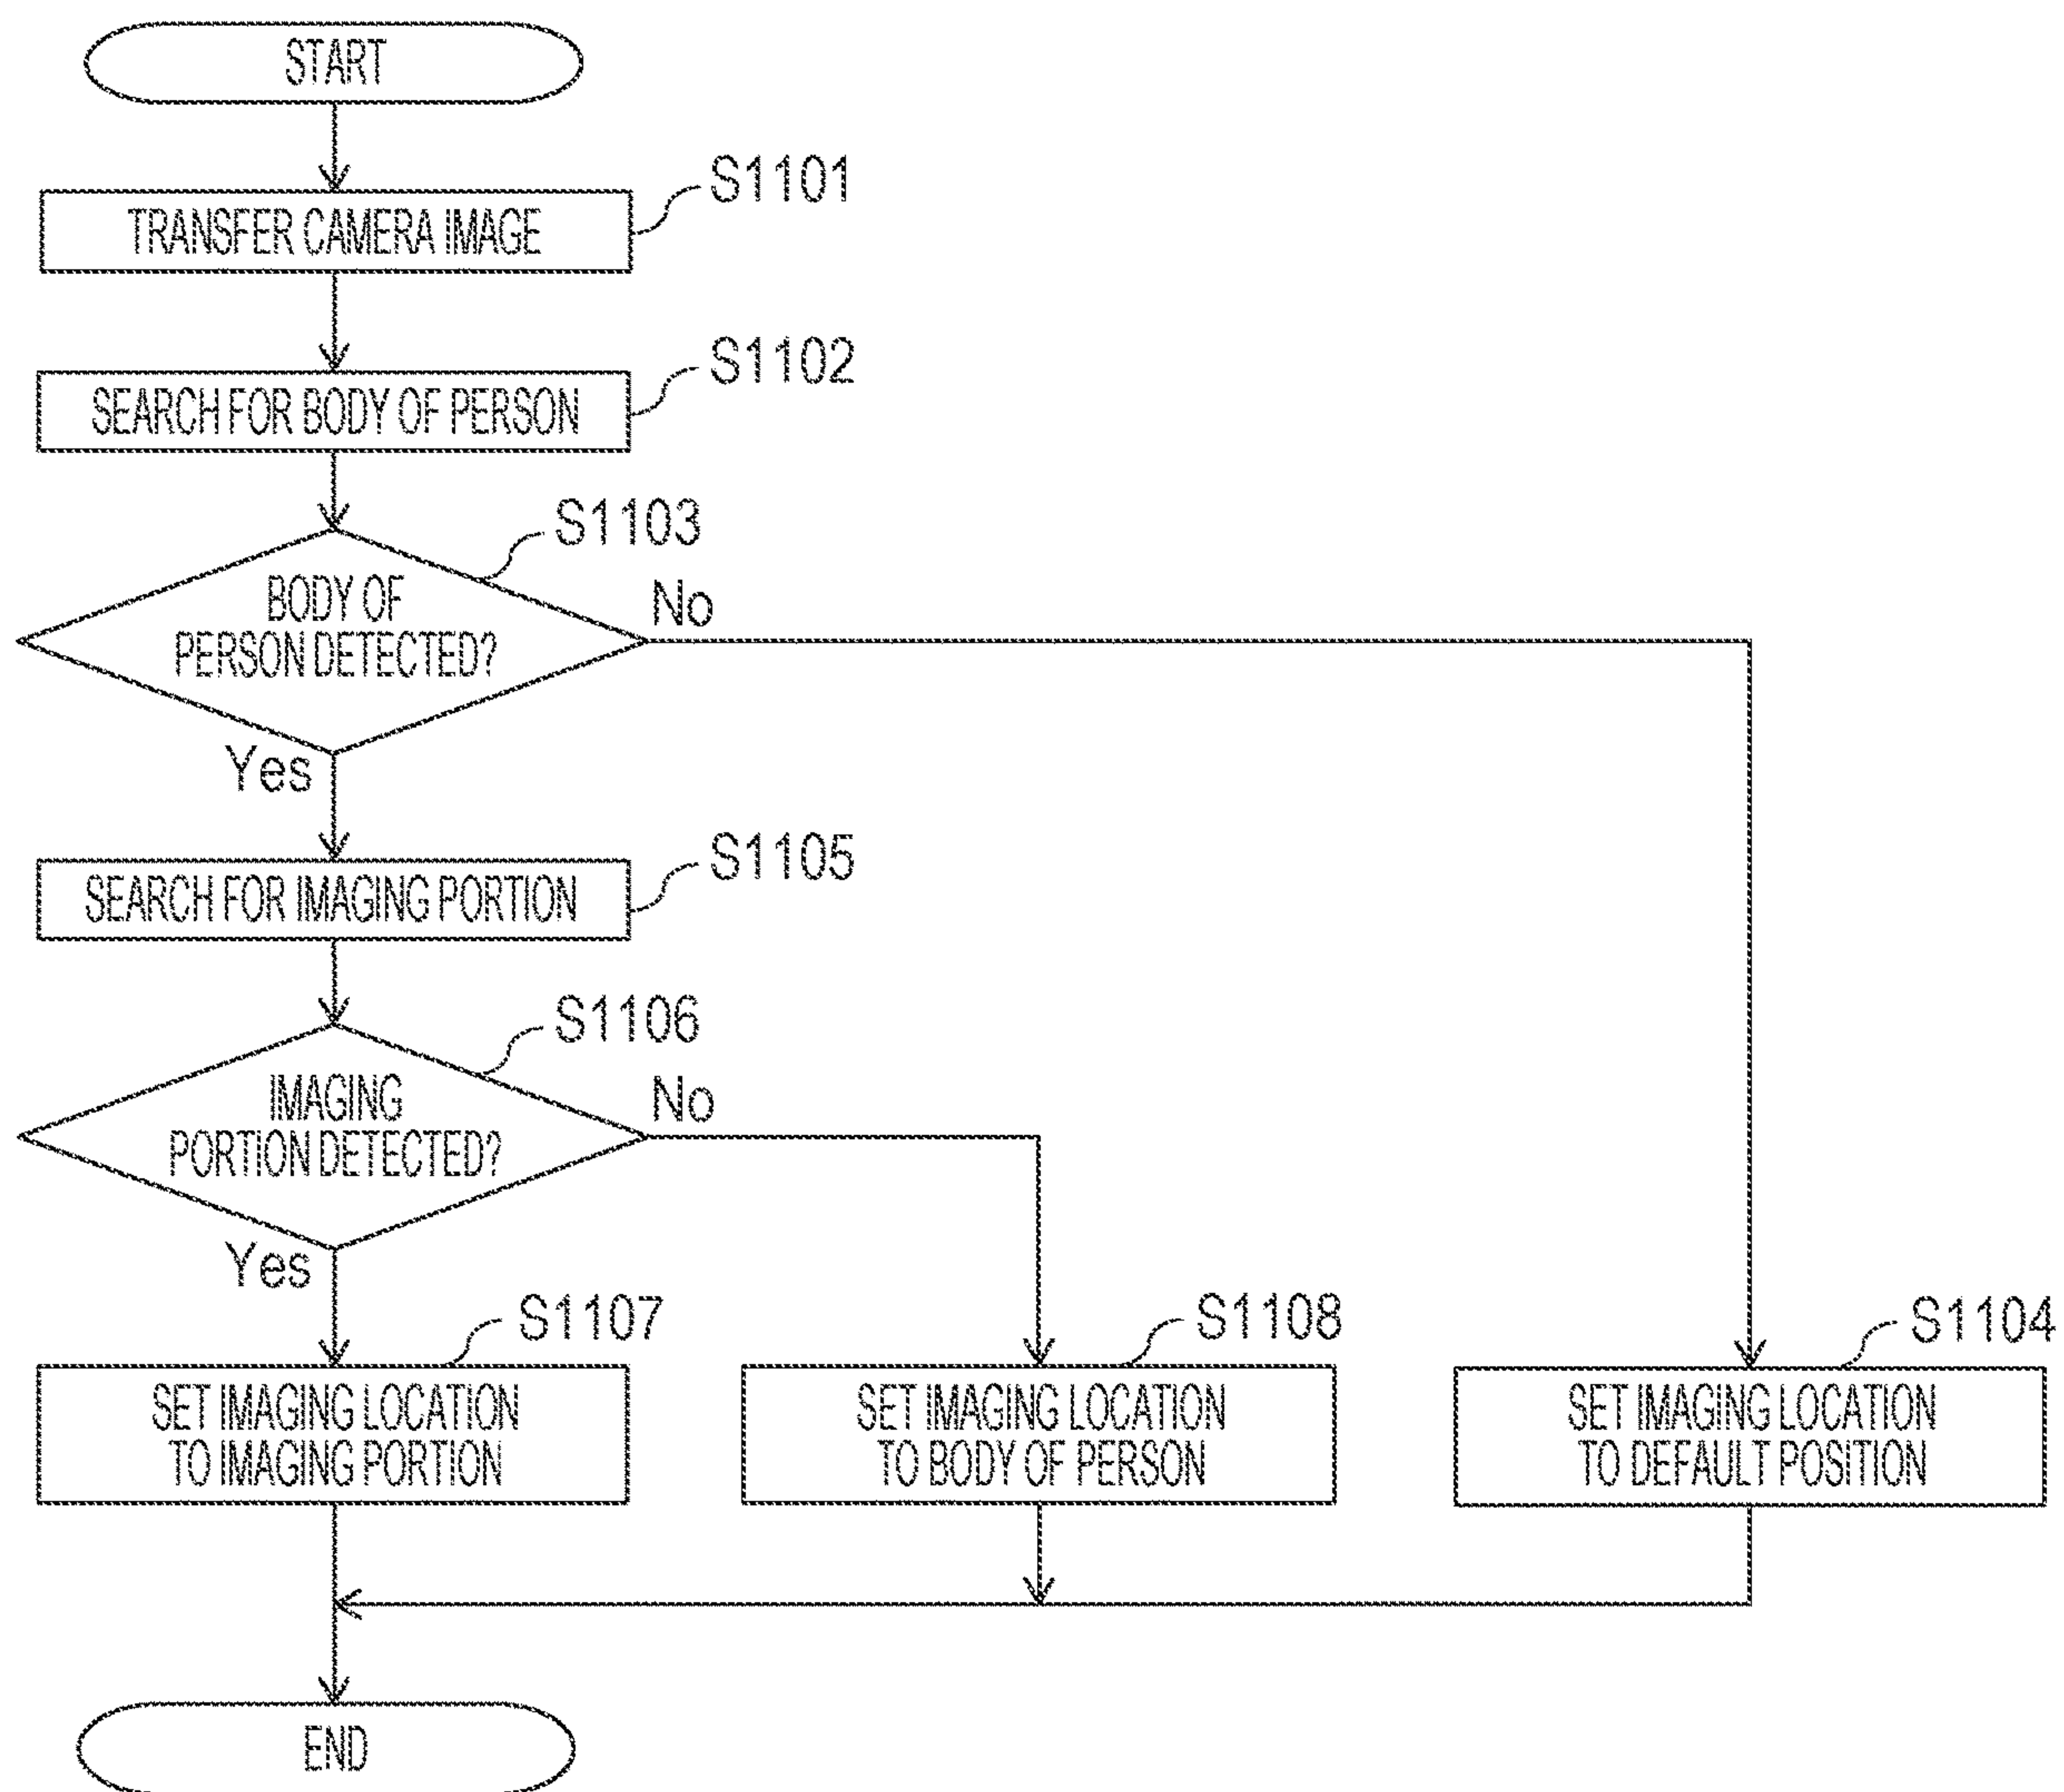 START
S1101
TRANSFER CAMERA IMAGE
S1102
SEARCH FOR BODY OF PERSON
S1103
BODY OF
PERSON DETECTED?
No
Yes
S1105
SEARCH FOR IMAGING PORTION
S1106
IMAGING
PORTION DETECTED?
No
Yes
S1107
SET IMAGING LOCATION
TO IMAGING PORTION
S1108
SET IMAGING LOCATION
TO BODY OF PERSON
S1104
SET IMAGING LOCATION
TO DEFAULT POSITION
END